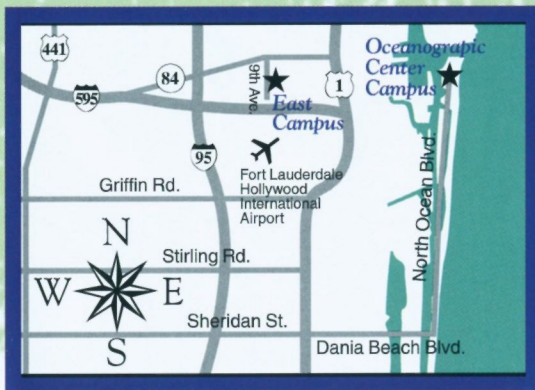 441
84
595
9th Ave.
East
Campus
1
Oceanograpic
Center
Campus
95
Fort Lauderdale
Hollywood
International
Airport
Griffin Rd.
North Ocean Blvd.
N
W
E
S
Stirling Rd.
Sheridan St.
Dania Beach Blvd.